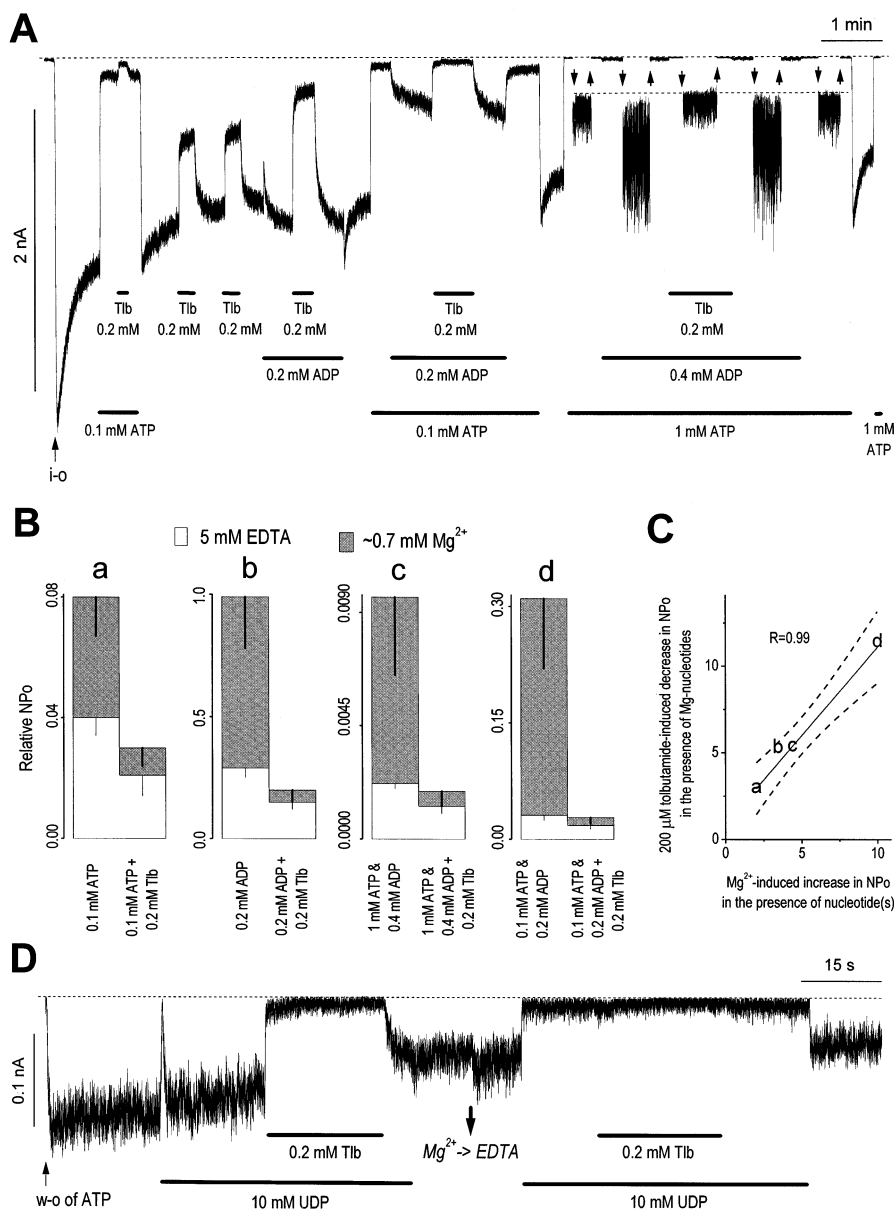 A
1 min
2 nA
Tlb
0.2 mM
Tlb
0.2 mM
Tlb
0.2 mM
Tlb
0.2 mM
Tlb
0.2 mM
Tlb
0.2 mM
0.2 mM ADP
0.2 mM ADP
0.4 mM ADP
0.1 mM ATP
0.1 mM ATP
1 mM ATP
1 mM
ATP
i-o
B
5 mM EDTA
~0.7 mM Mg2+
a
b
c
d
Relative NPo
0.08
0.04
0.00
1.0
0.5
0.0
0.0090
0.0045
0.0000
0.30
0.15
0.00
0.1 mM ATP
0.1 mM ATP +
0.2 mM Tlb
0.2 mM ADP
0.2 mM ADP +
0.2 mM Tlb
1 mM ATP &
0.4 mM ADP
1 mM ATP &
0.4 mM ADP +
0.2 mM Tlb
0.1 mM ATP &
0.2 mM ADP
0.1 mM ATP &
0.2 mM ADP +
0.2 mM Tlb
C
200 µM tolbutamide-induced decrease in NPo
in the presence of Mg-nucleotides
10
5
0
R=0.99
a
b
c
d
0
5
10
Mg2+-induced increase in NPo
in the presence of nucleotide(s)
D
15 s
0.1 nA
0.2 mM Tlb
Mg2+-> EDTA
0.2 mM Tlb
w-o of ATP
10 mM UDP
10 mM UDP